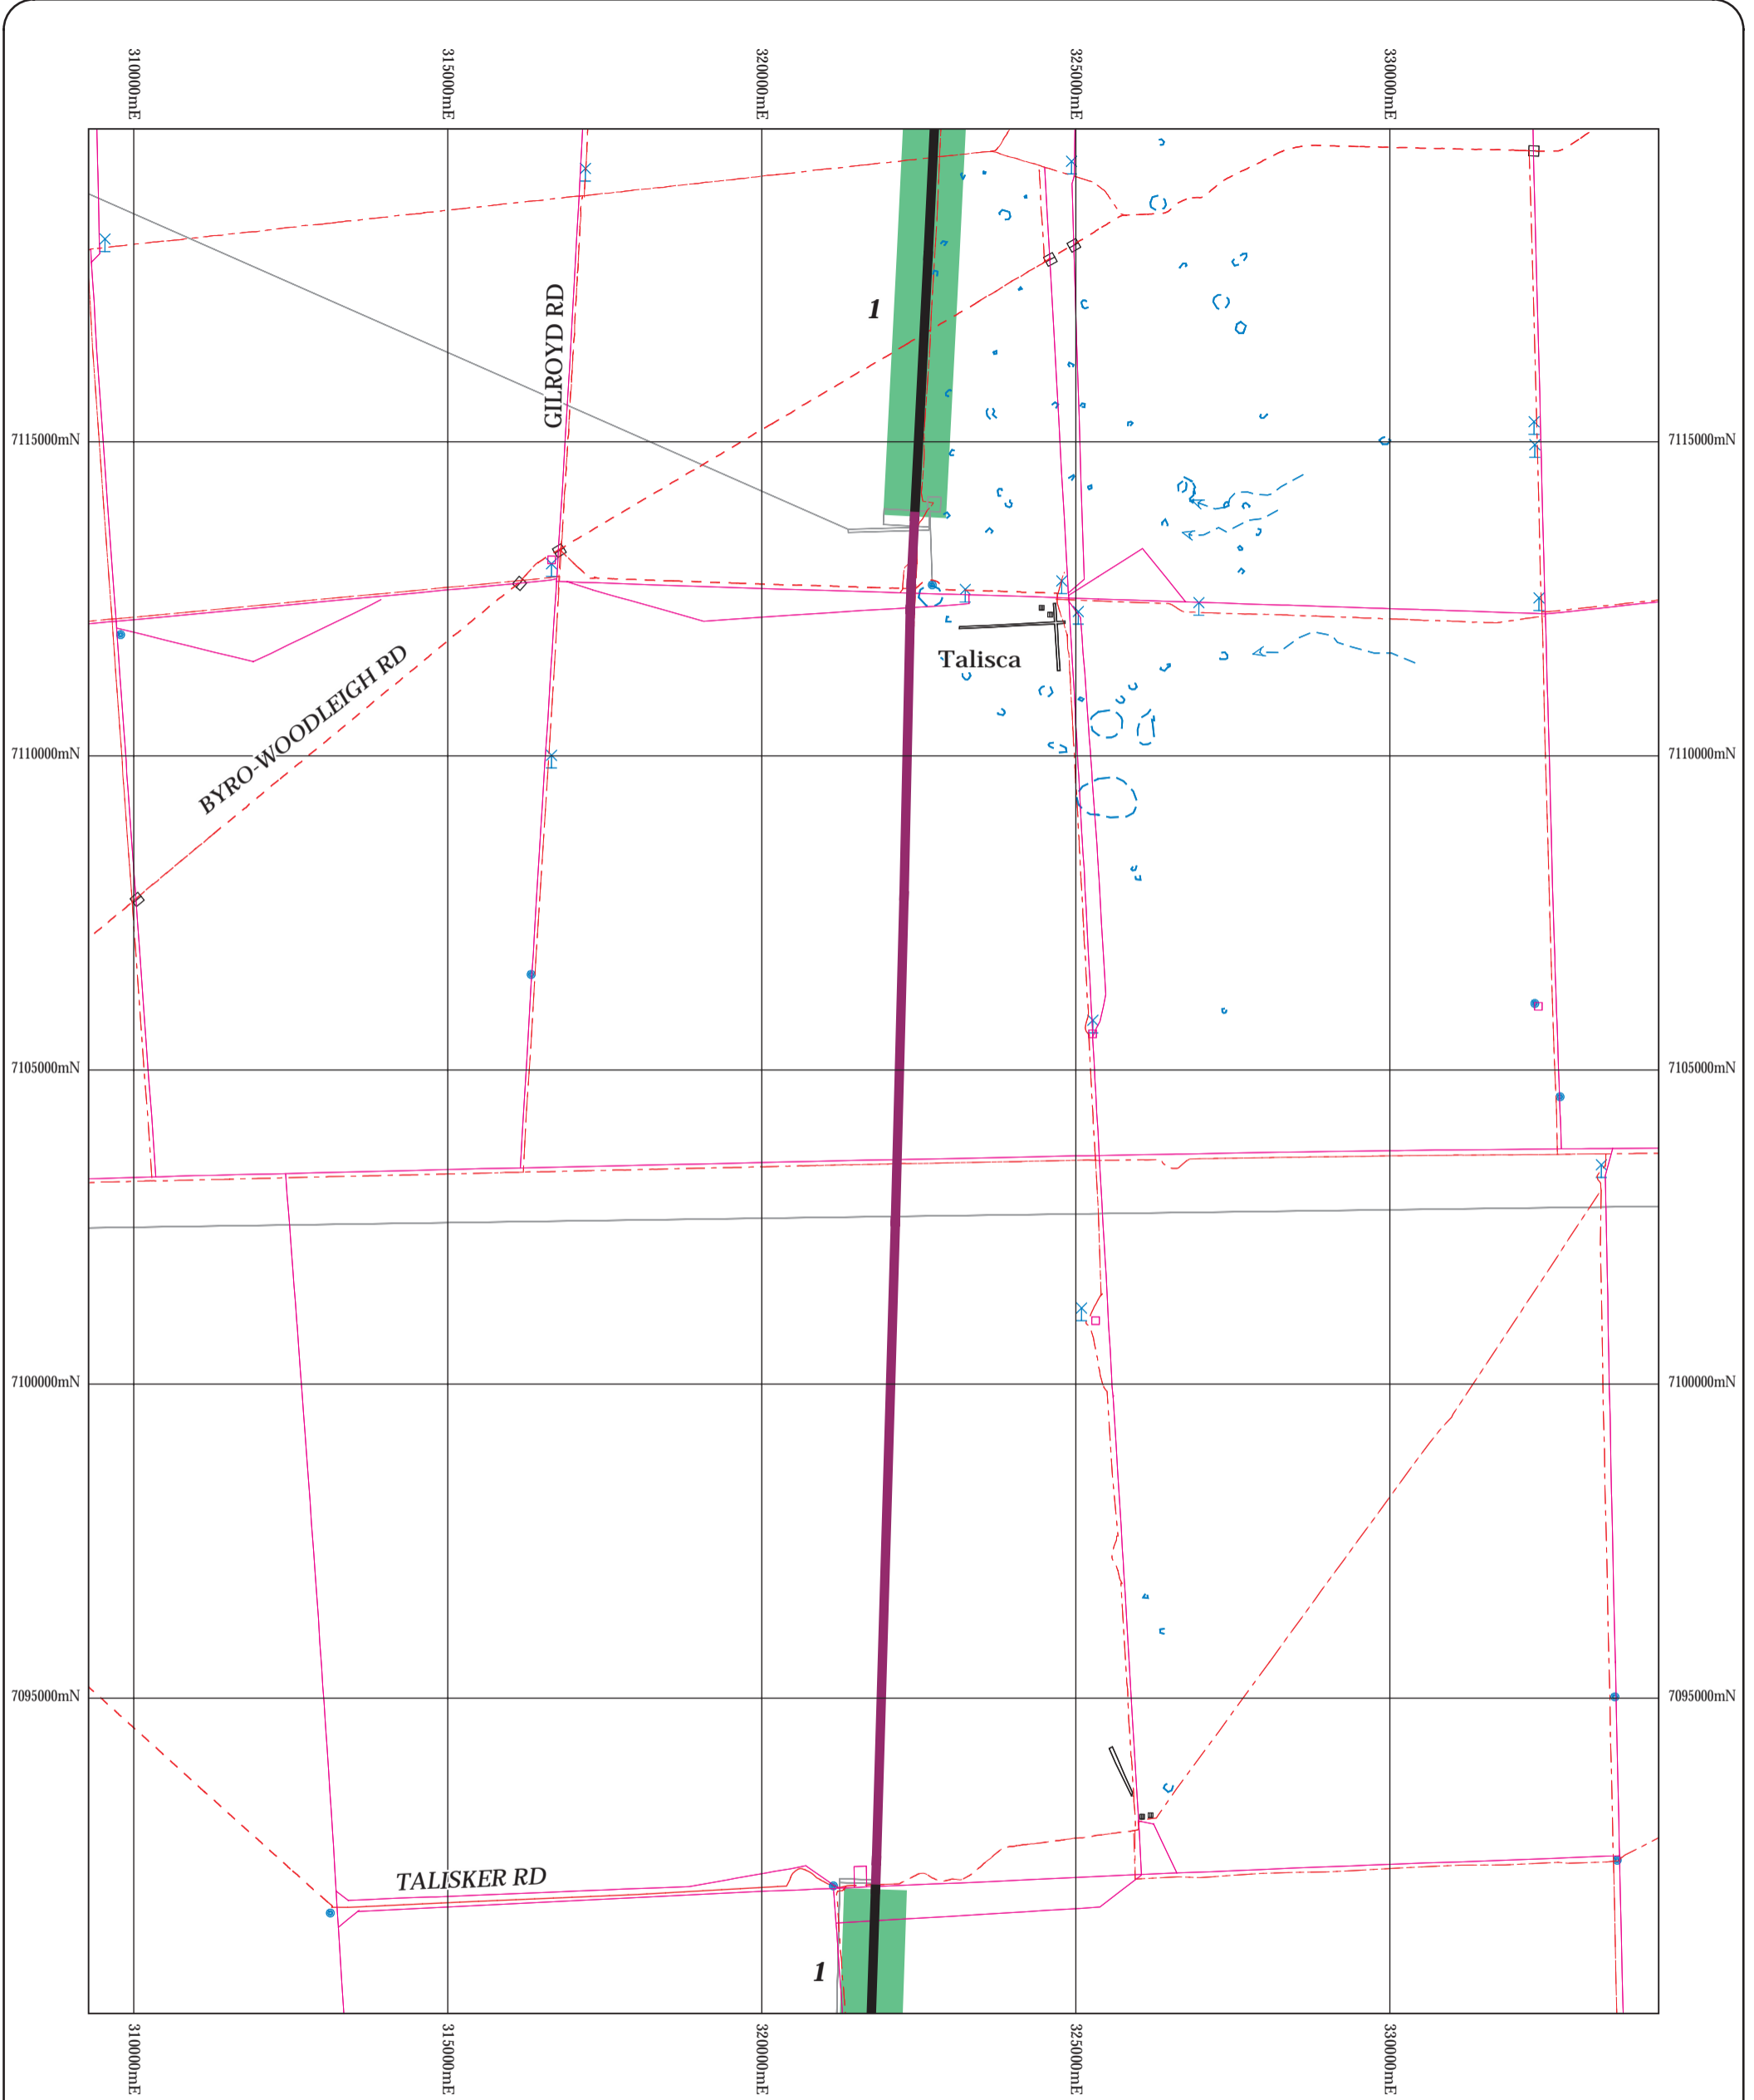 310000mE
315000mE
320000mE
325000mE
330000mE
GILROYD RD
1
7115000mN
7115000mN
Talisca
BYRO-WOODLEIGH RD
7110000mN
7110000mN
7105000mN
7105000mN
7100000mN
7100000mN
7095000mN
7095000mN
TALISKER RD
1
310000mE
315000mE
320000mE
325000mE
330000mE